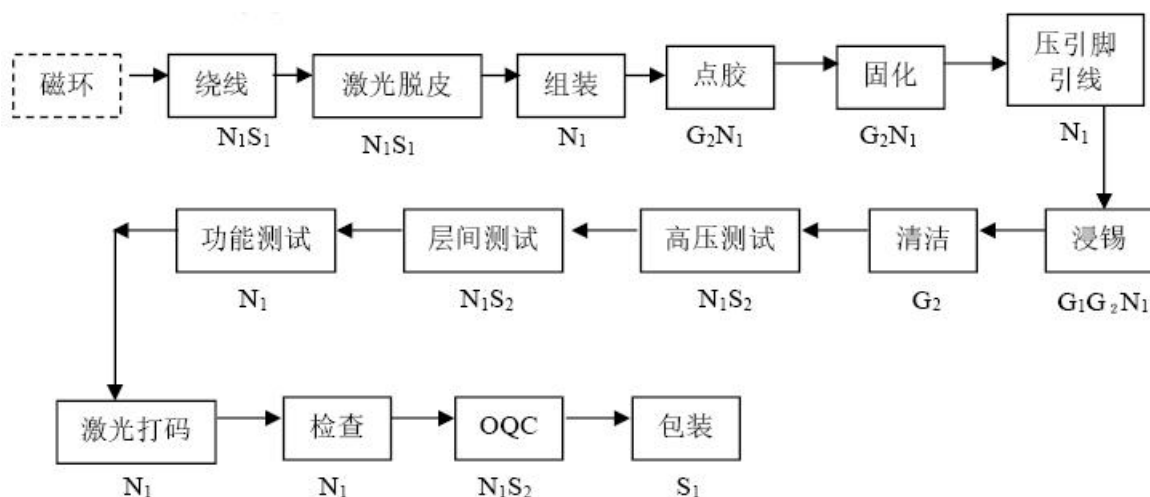 磁环
绕线
激光脱皮
组装
点胶
固化
压引脚
引线
N₁S₁
N₁S₁
N₁
G₂N₁
G₂N₁
N₁
功能测试
层间测试
高压测试
清洁
浸锡
N₁
N₁S₂
N₁S₂
G₂
G₁G₂N₁
激光打码
检查
OQC
包装
N₁
N₁
N₁S₂
S₁